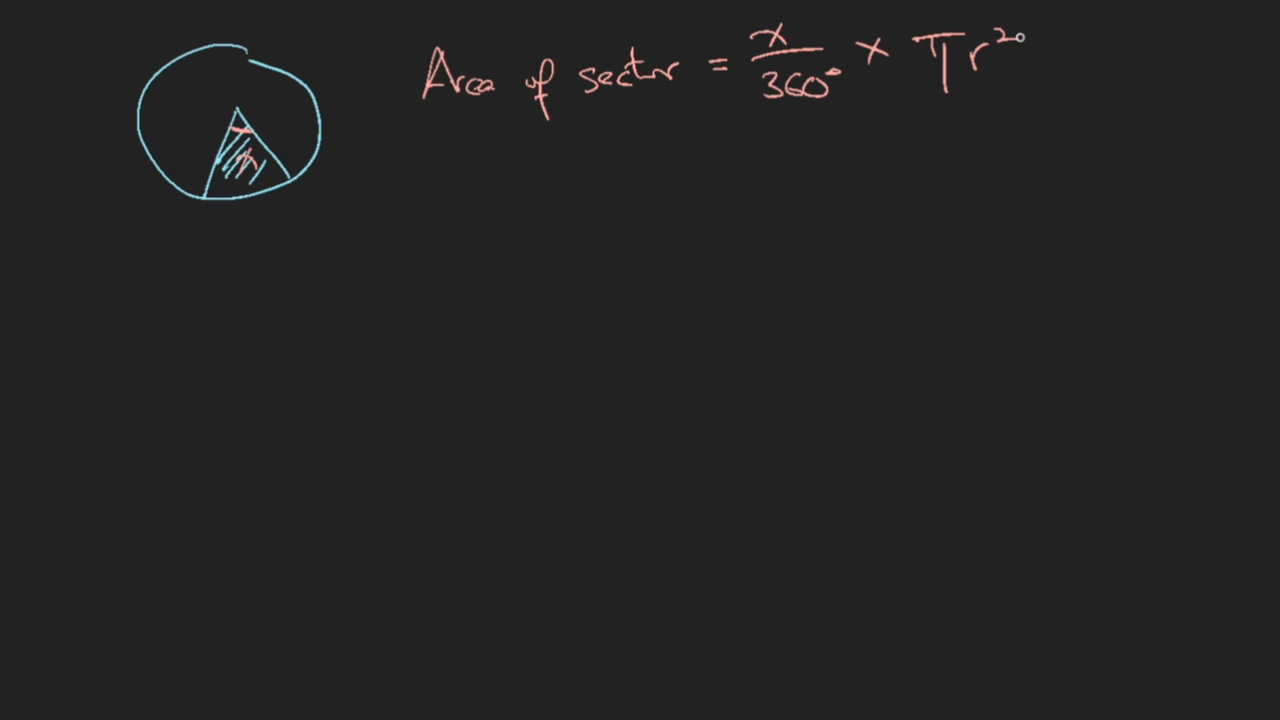 Area of sector = x/360° × πr²
x